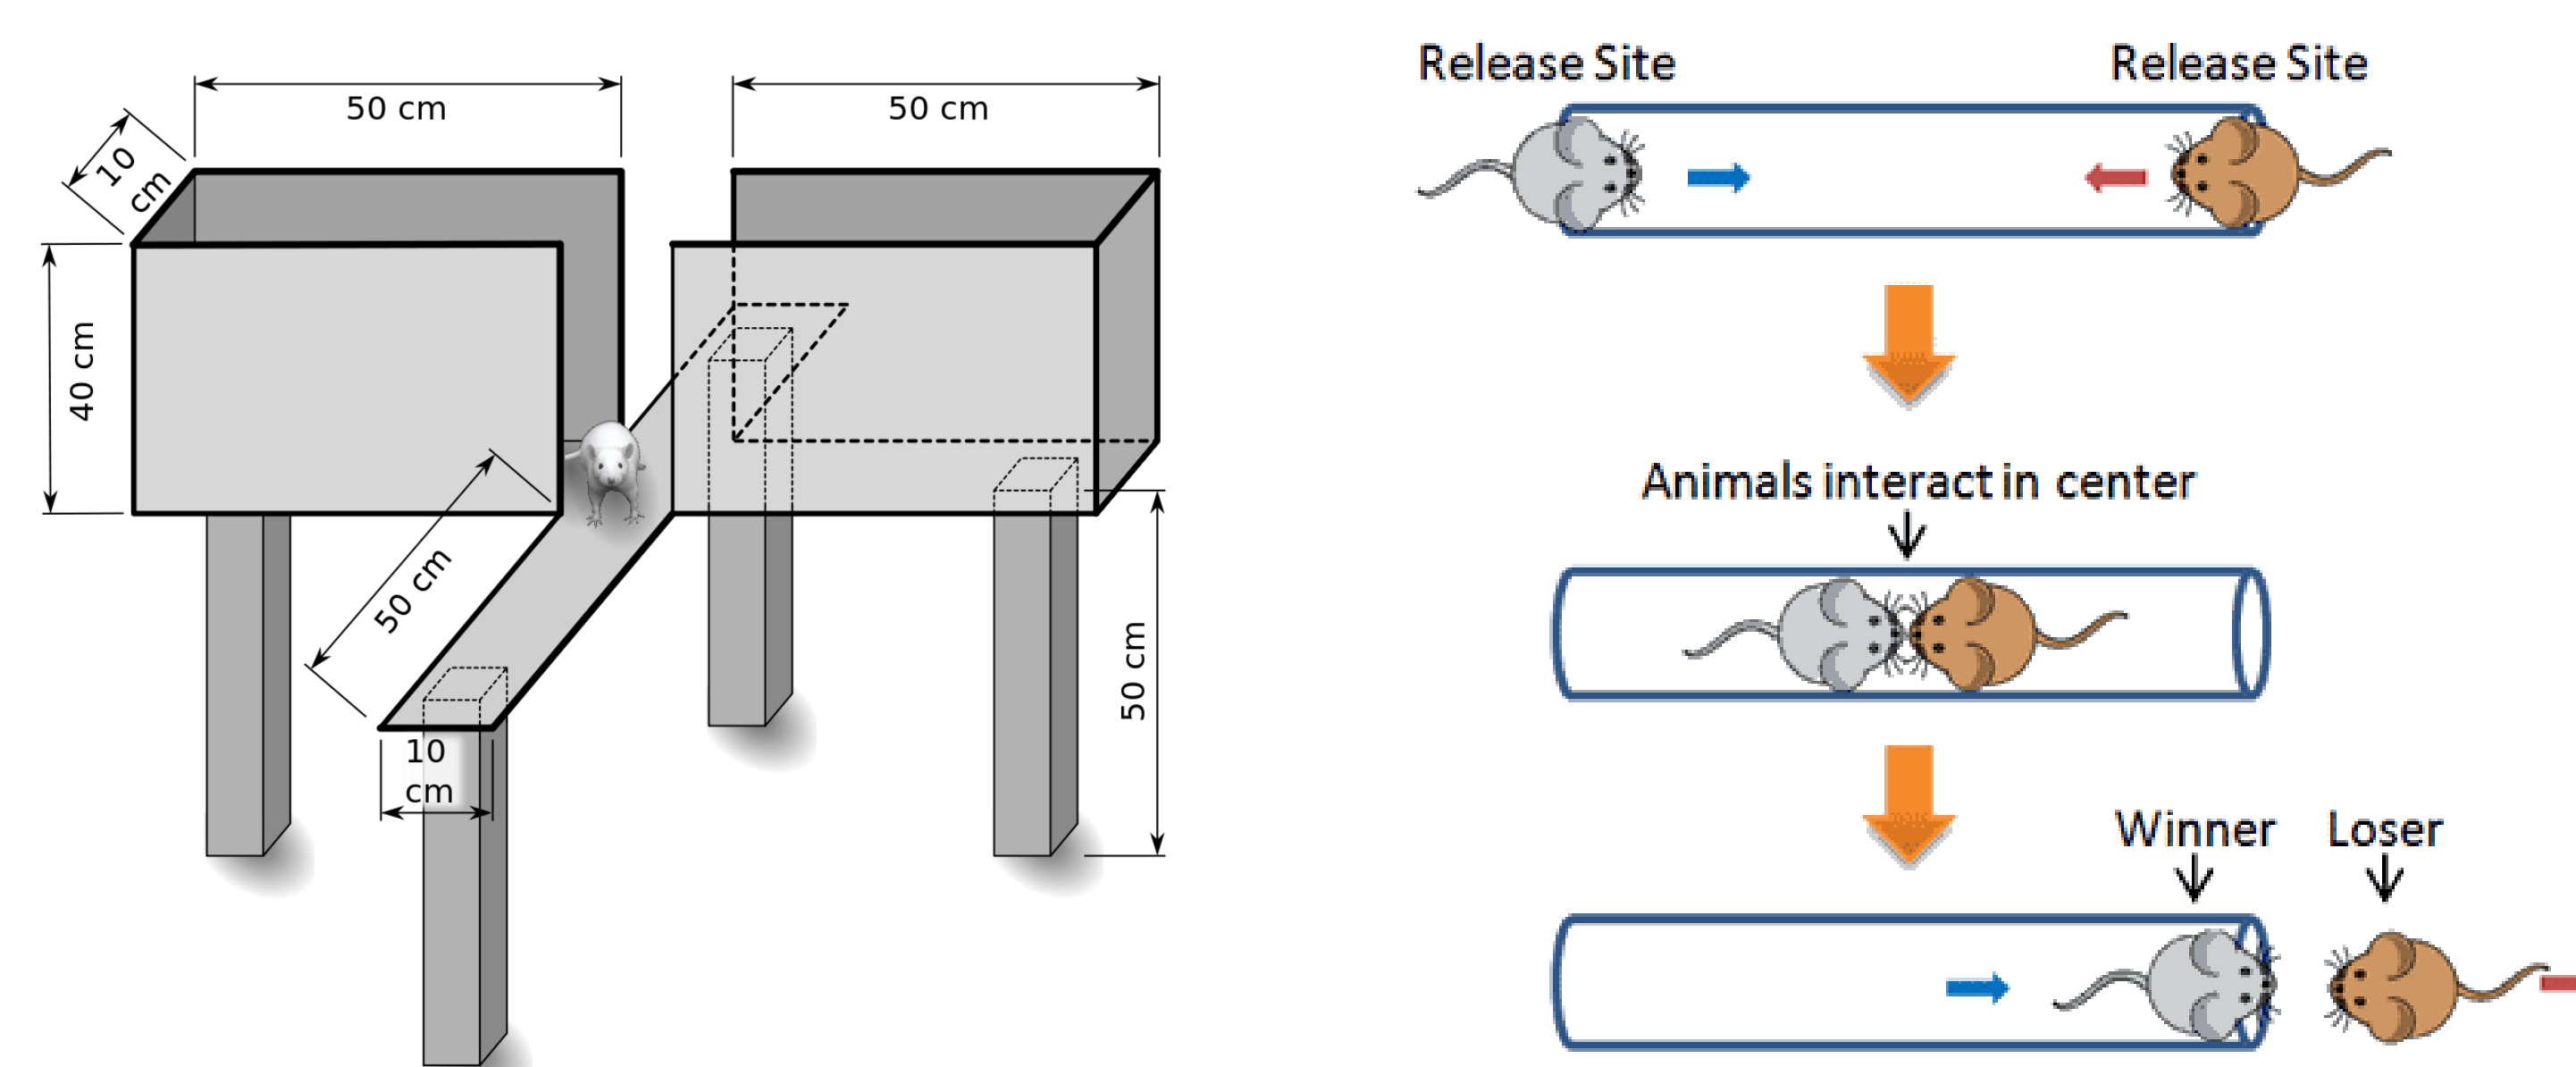 50 cm
50 cm
10
cm
40 cm
50 cm
10
cm
50 cm
Release Site
Release Site
Animals interact in center
Winner
Loser